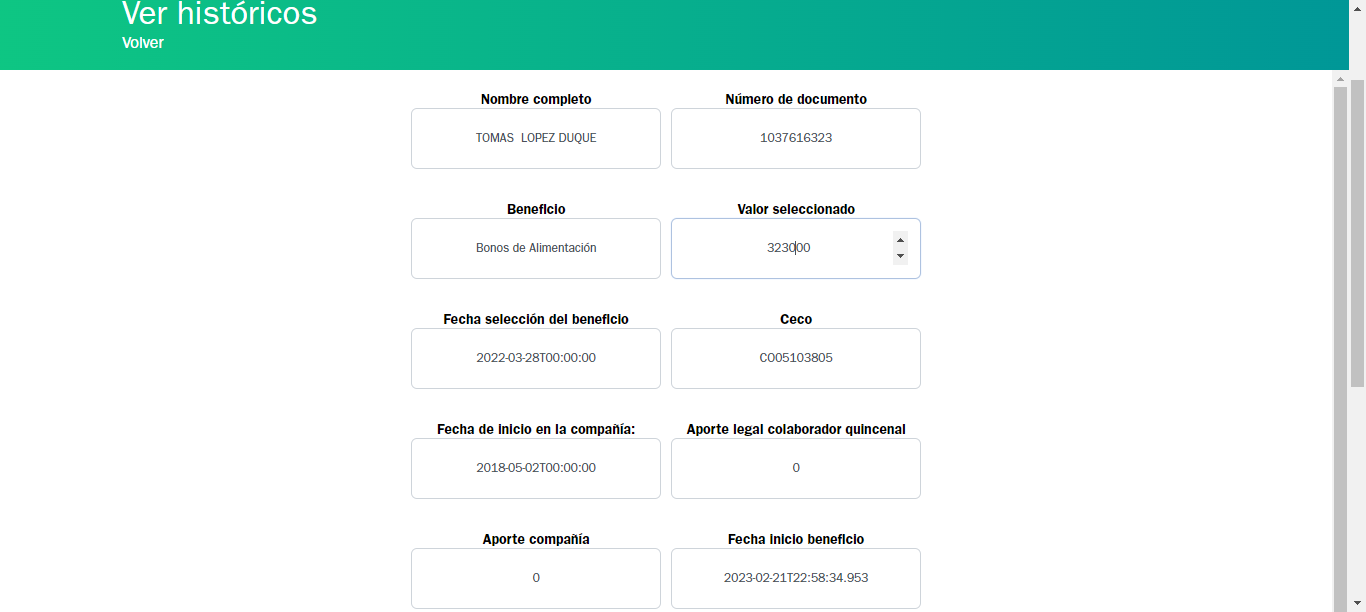 Ver históricos
Volver
Nombre completo
Número de documento
TOMAS LOPEZ DUQUE
1037616323
Beneficio
Valor seleccionado
Bonos de Alimentación
323000
Fecha selección del beneficio
Ceco
2022-03-28T00:00:00
C005103805
Fecha de inicio en la compañía:
Aporte legal colaborador quincenal
2018-05-02T00:00:00
0
Aporte compañía
Fecha inicio beneficio
0
2023-02-21T22:58:34.953